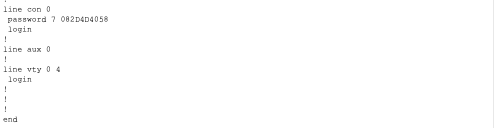 !
line con 0
 password 7 082D4D4058
 login
!
line aux 0
!
line vty 0 4
 login
!
!
!
end